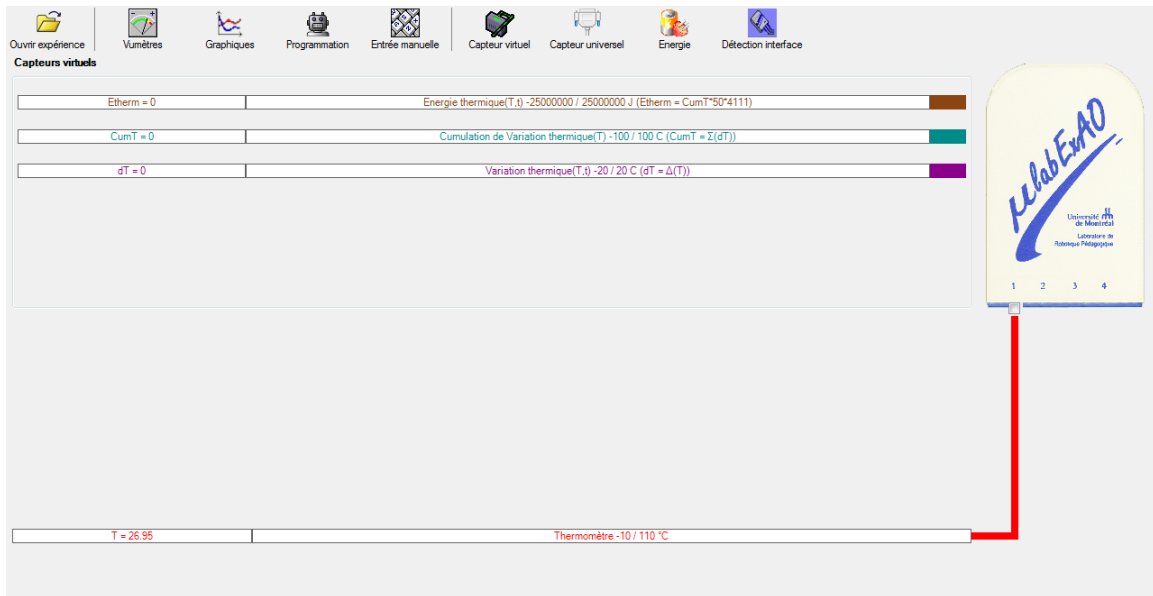 Ouvrir expérience
Vumètres
Graphiques
Programmation
Entrée manuelle
Capteur virtuel
Capteur universel
Energie
Détection interface
Capteurs virtuels
Etherm = 0
Energie thermique(T,t) -25000000 / 25000000 J (Etherm = CumT*50*4111)
CumT = 0
Cumulation de Variation thermique(T) -100 / 100 C (CumT = Σ(dT))
dT = 0
Variation thermique(T,t) -20 / 20 C (dT = Δ(T))
µlabExAO
Université
de Montréal
Laboratoire de
Robotique Pédagogique
1 2 3 4
T = 26.95
Thermomètre -10 / 110 °C